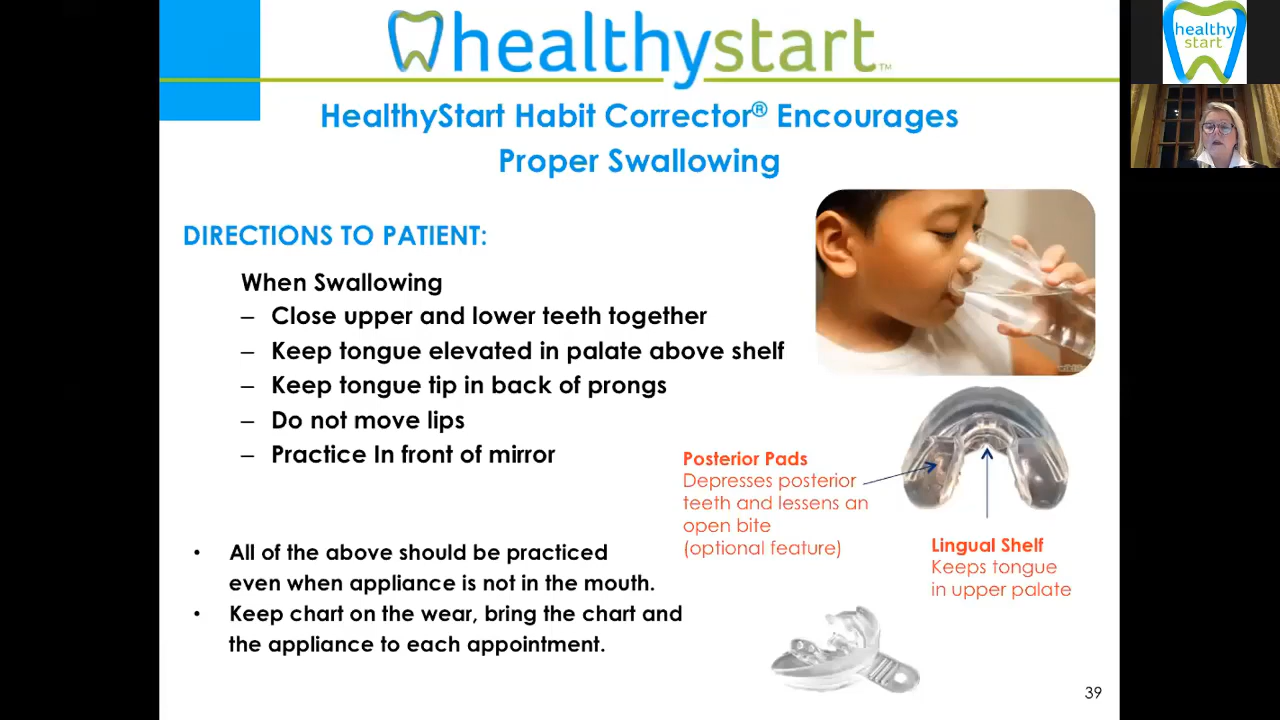 healthystart™
healthy
start
HealthyStart Habit Corrector® Encourages
Proper Swallowing
DIRECTIONS TO PATIENT:
When Swallowing
– Close upper and lower teeth together
– Keep tongue elevated in palate above shelf
– Keep tongue tip in back of prongs
– Do not move lips
– Practice In front of mirror
Posterior Pads
Depresses posterior
teeth and lessens an
open bite
(optional feature)
Lingual Shelf
Keeps tongue
in upper palate
• All of the above should be practiced
even when appliance is not in the mouth.
• Keep chart on the wear, bring the chart and
the appliance to each appointment.
39